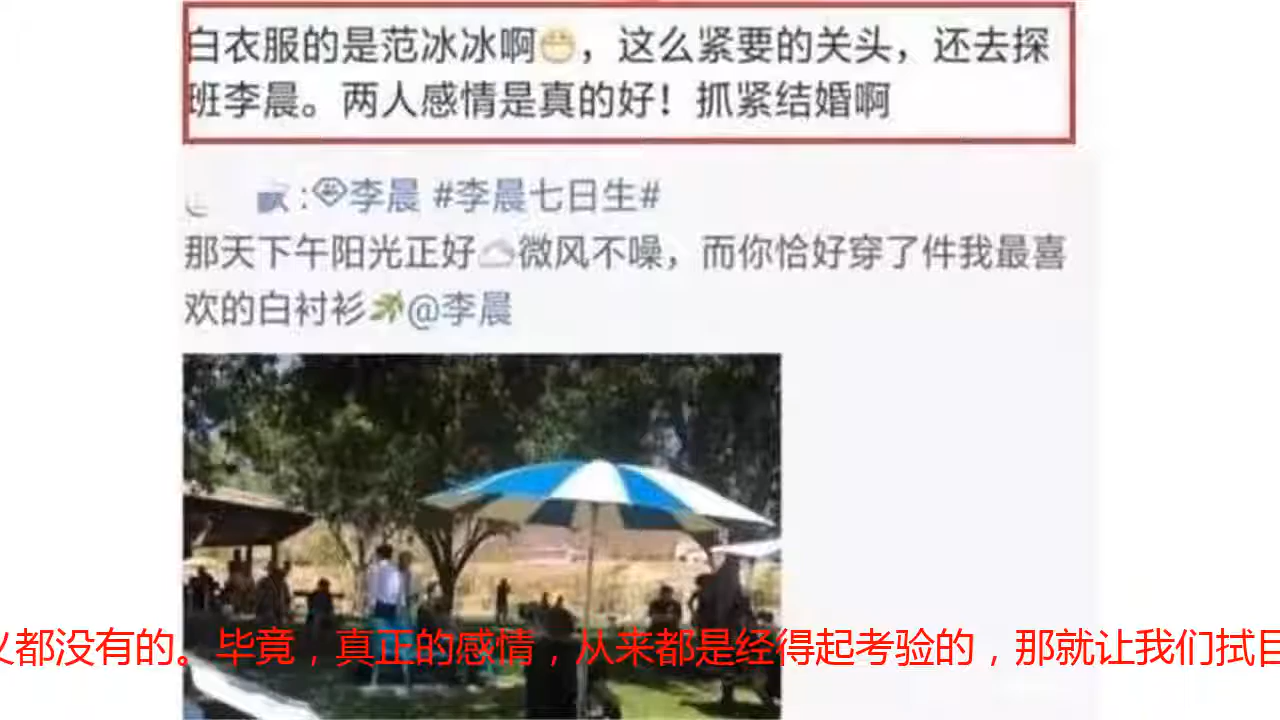 白衣服的是范冰冰啊😷，这么紧要的关头，还去探
班李晨。两人感情是真的好！抓紧结婚啊
:李晨 #李晨七日生#
那天下午阳光正好☁微风不噪，而你恰好穿了件我最喜
欢的白衬衫🌿@李晨
都没有的。毕竟，真正的感情，从来都是经得起考验的，那就让我们拭目